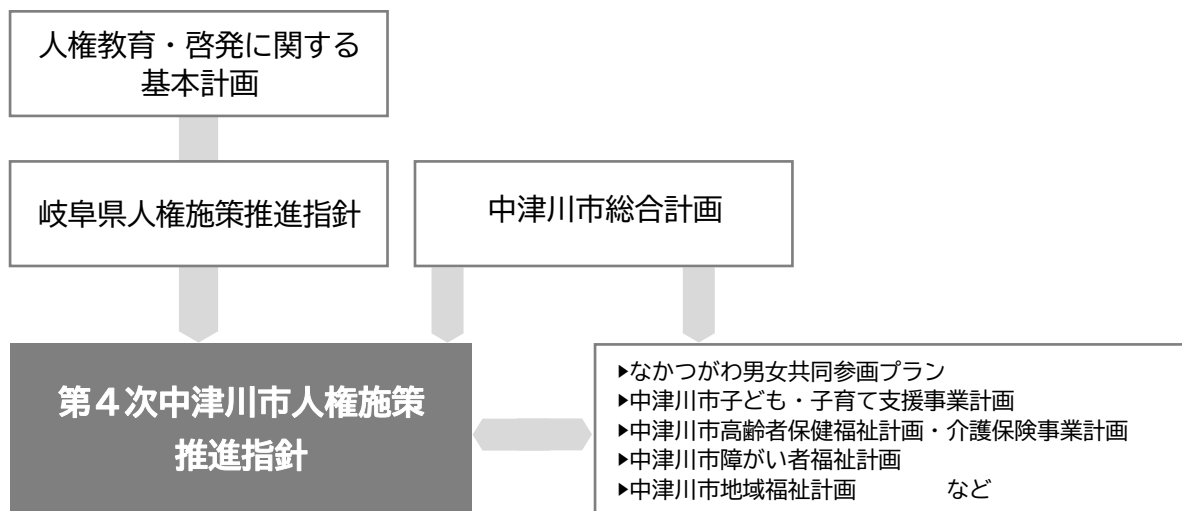 人権教育・啓発に関する
基本計画
岐阜県人権施策推進指針
中津川市総合計画
第４次中津川市人権施策
推進指針
▶なかつがわ男女共同参画プラン
▶中津川市子ども・子育て支援事業計画
▶中津川市高齢者保健福祉計画・介護保険事業計画
▶中津川市障がい者福祉計画
▶中津川市地域福祉計画　　　　など